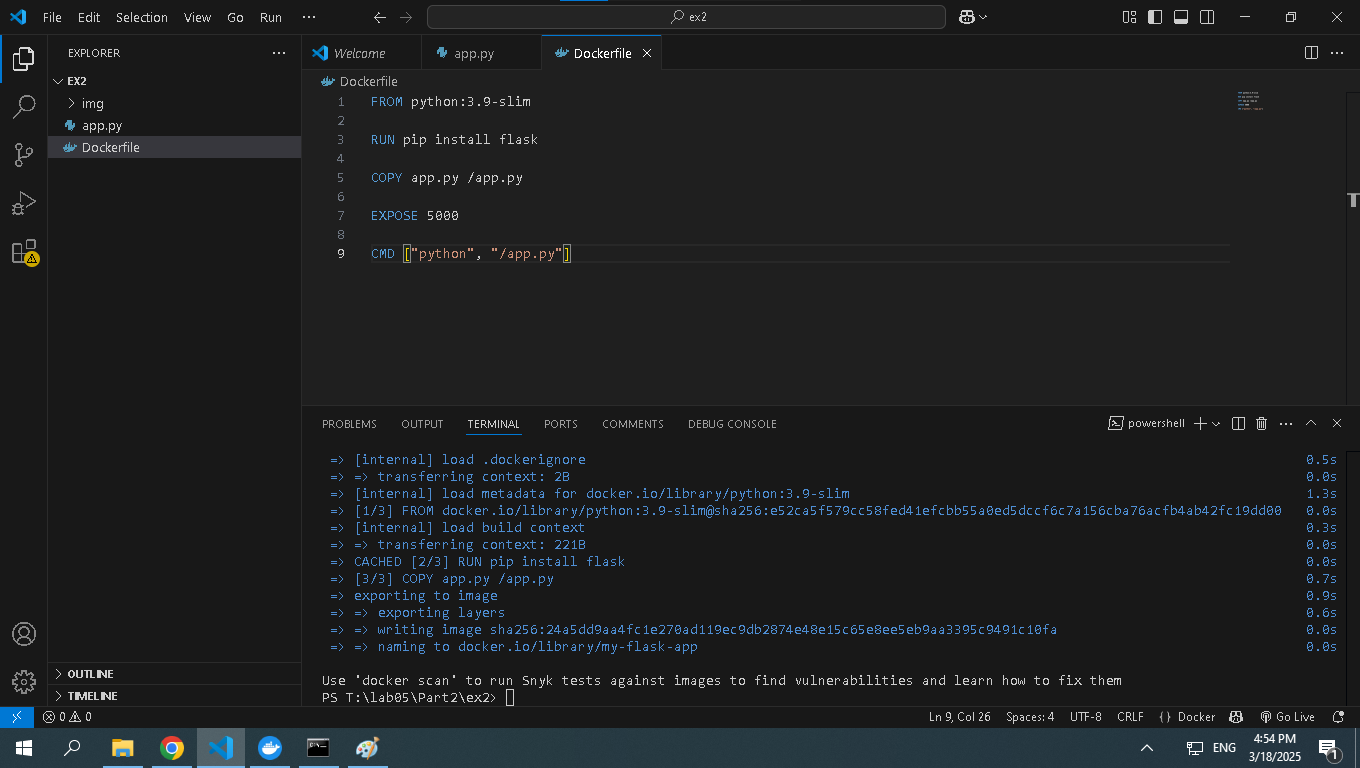 File Edit Selection View Go Run ··· ex2
EXPLORER ···
EX2
img
app.py
Dockerfile
OUTLINE
TIMELINE
Welcome app.py Dockerfile
Dockerfile
1 FROM python:3.9-slim
2
3 RUN pip install flask
4
5 COPY app.py /app.py
6
7 EXPOSE 5000
8
9 CMD ["python", "/app.py"]
PROBLEMS OUTPUT TERMINAL PORTS COMMENTS DEBUG CONSOLE powershell
=> [internal] load .dockerignore 0.5s
=> => transferring context: 2B 0.0s
=> [internal] load metadata for docker.io/library/python:3.9-slim 1.3s
=> [1/3] FROM docker.io/library/python:3.9-slim@sha256:e52ca5f579cc58fed41efcbb55a0ed5dccf6c7a156cba76acfb4ab42fc19dd00 0.0s
=> [internal] load build context 0.3s
=> => transferring context: 221B 0.0s
=> CACHED [2/3] RUN pip install flask 0.0s
=> [3/3] COPY app.py /app.py 0.7s
=> exporting to image 0.9s
=> => exporting layers 0.6s
=> => writing image sha256:24a5dd9aa4fc1e270ad119ec9db2874e48e15c65e8ee5eb9aa3395c9491c10fa 0.0s
=> => naming to docker.io/library/my-flask-app 0.0s
Use 'docker scan' to run Snyk tests against images to find vulnerabilities and learn how to fix them
PS T:\lab05\Part2\ex2>
0 0 Ln 9, Col 26 Spaces: 4 UTF-8 CRLF {} Docker Go Live
ENG 4:54 PM
3/18/2025
1